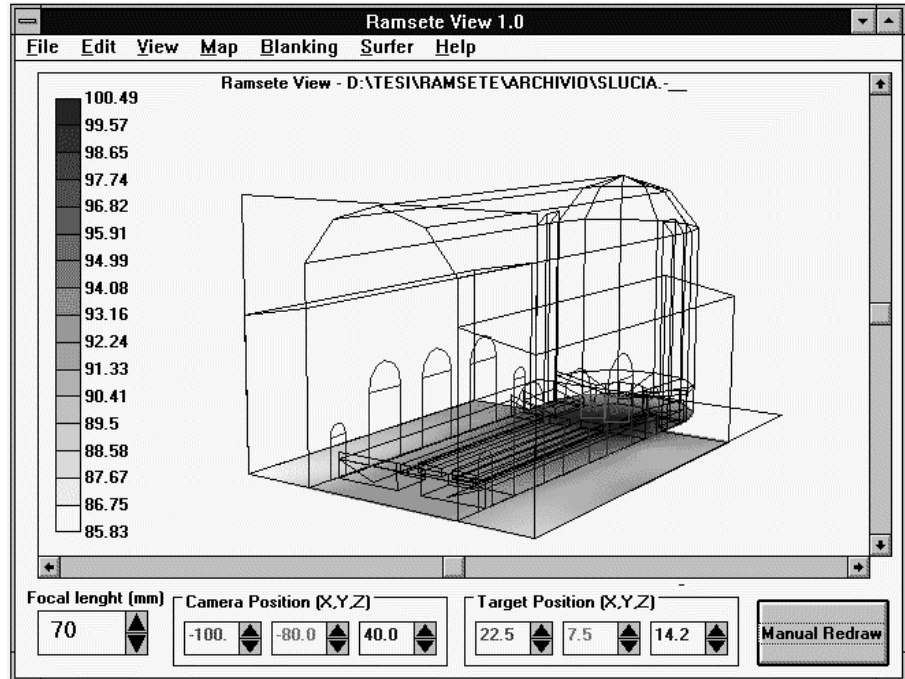 Ramsete View 1.0
File Edit View Map Blanking Surfer Help
Ramsete View - D:\TESI\RAMSETE\ARCHIVIO\SLUCIA.-__
100.49
99.57
98.65
97.74
96.82
95.91
94.99
94.08
93.16
92.24
91.33
90.41
89.5
88.58
87.67
86.75
85.83
Focal lenght (mm)
70
Camera Position (X,Y,Z)
-100. -80.0 40.0
Target Position (X,Y,Z)
22.5 7.5 14.2
Manual Redraw